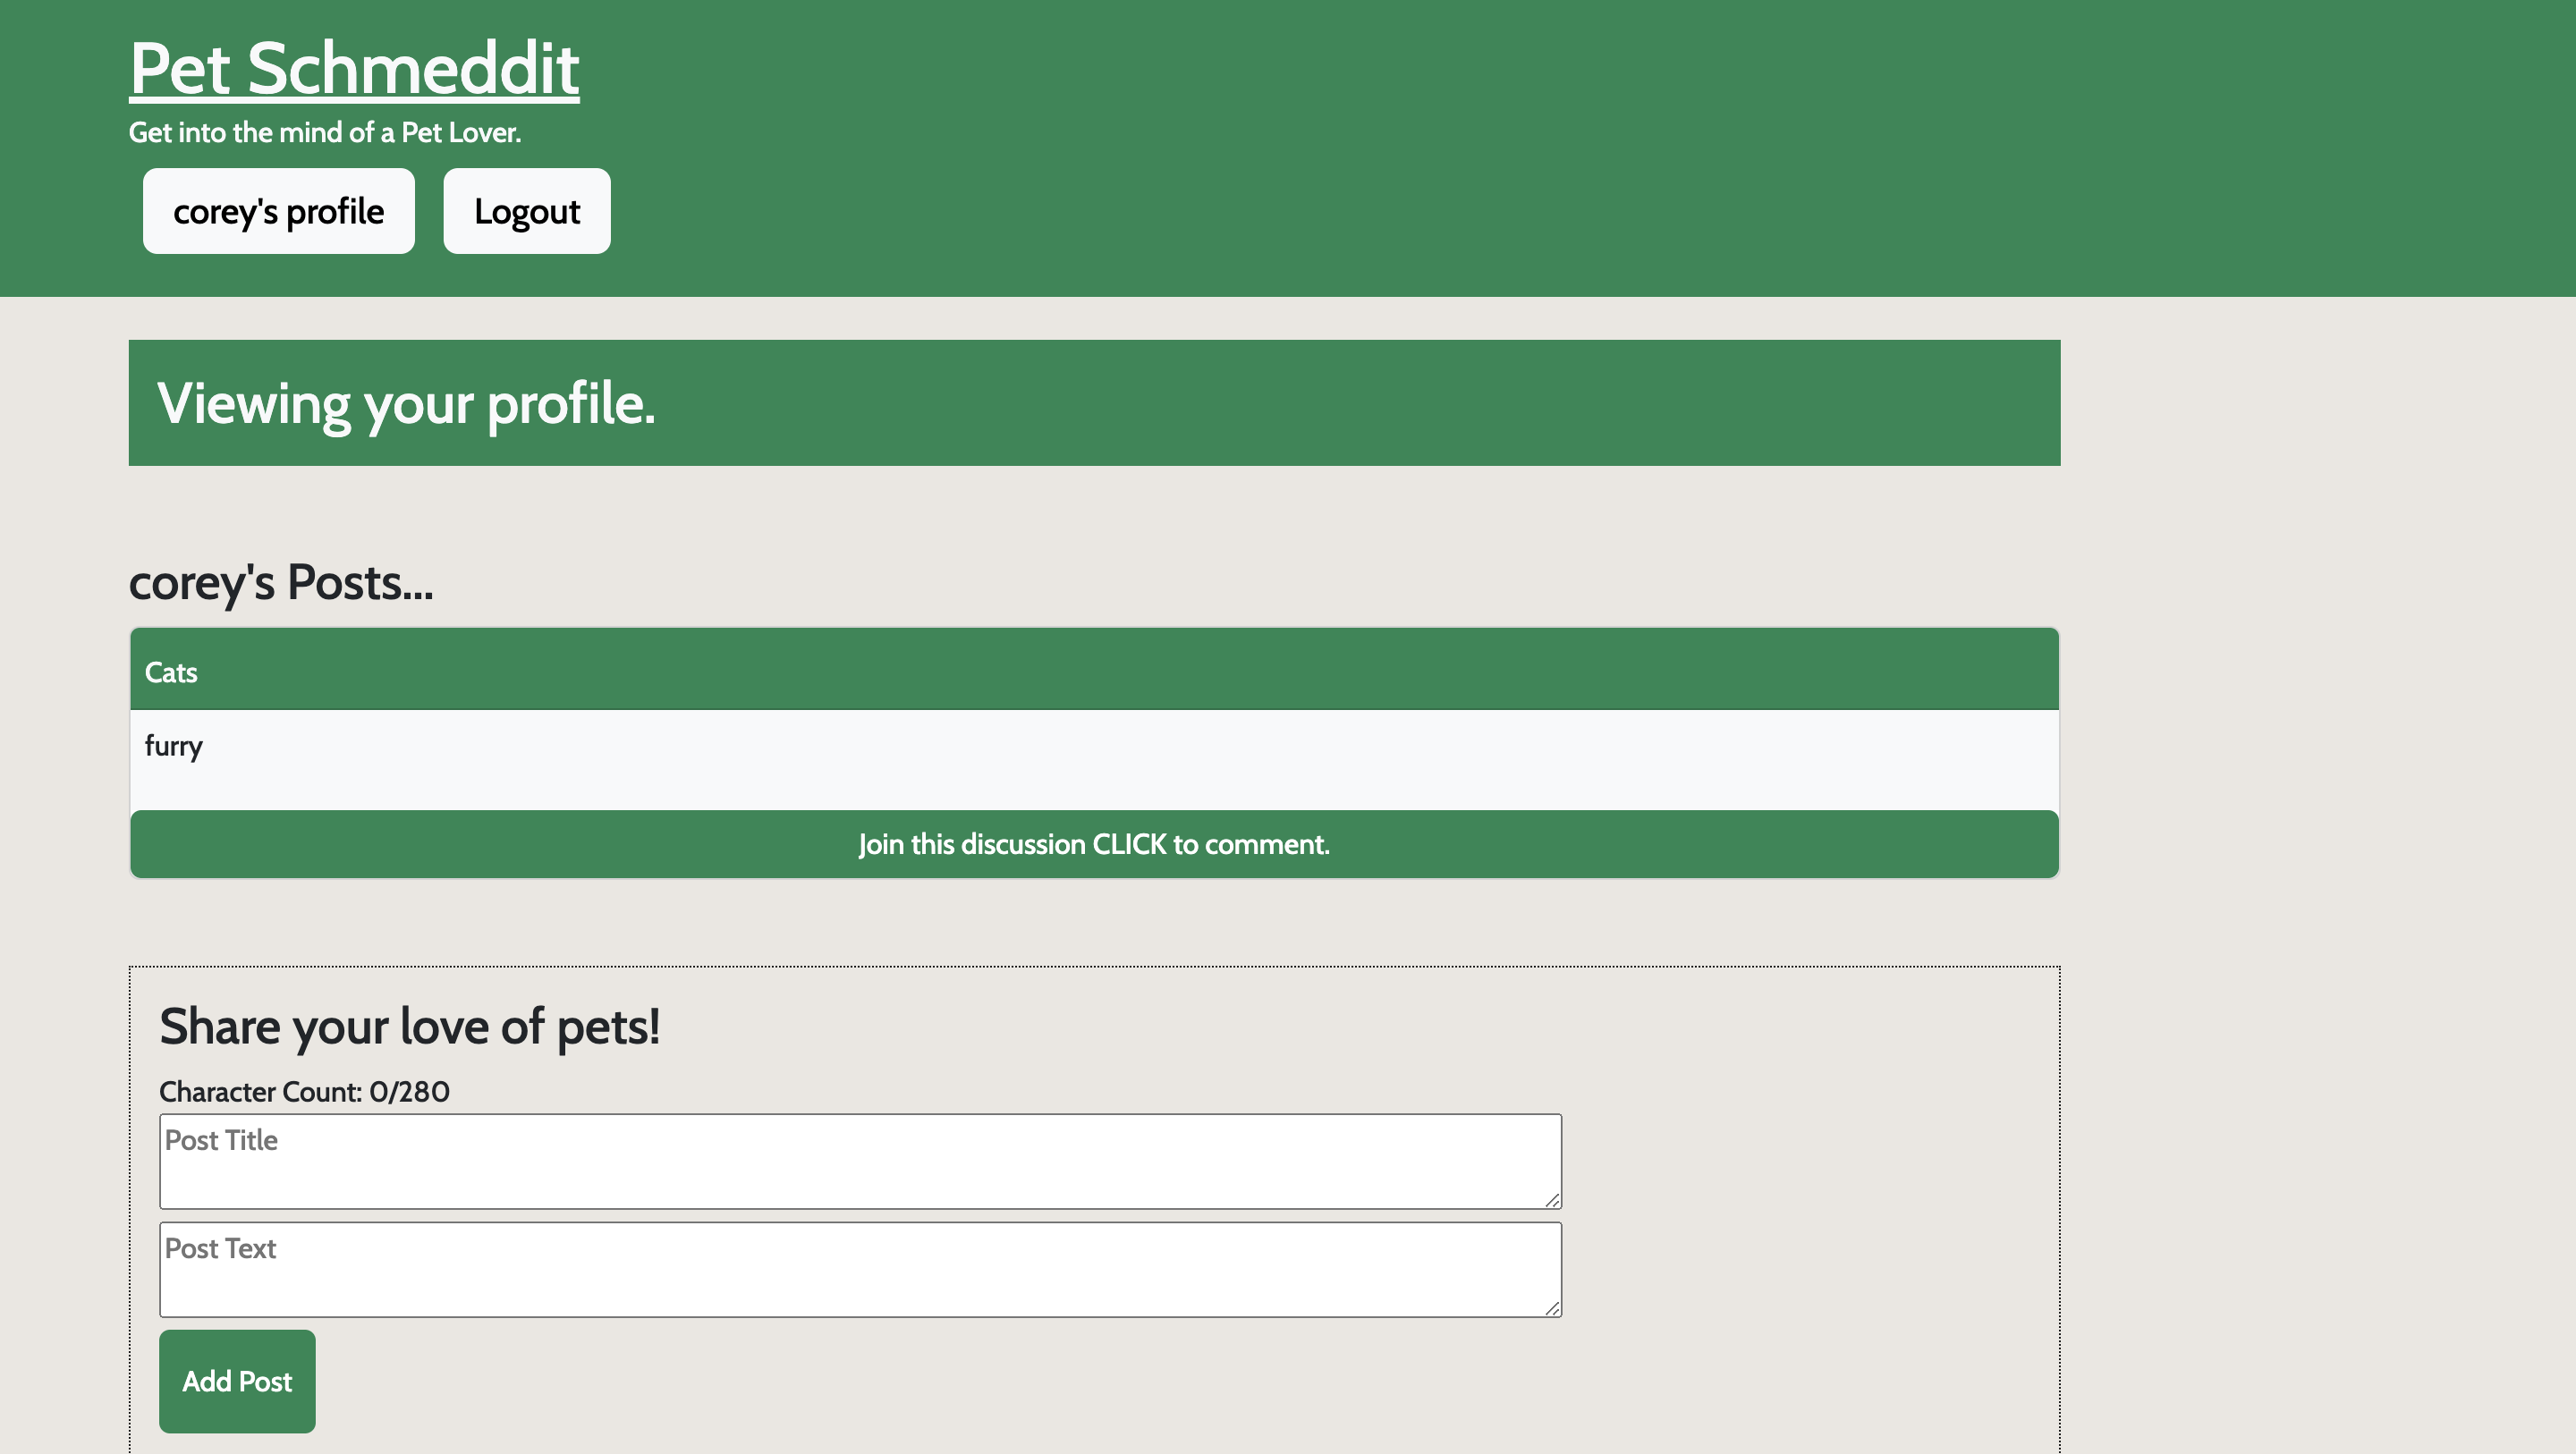 Pet Schmeddit
Get into the mind of a Pet Lover.
corey's profile Logout
Viewing your profile.
corey's Posts...
Cats
furry
Join this discussion CLICK to comment.
Share your love of pets!
Character Count: 0/280
Post Title
Post Text
Add Post